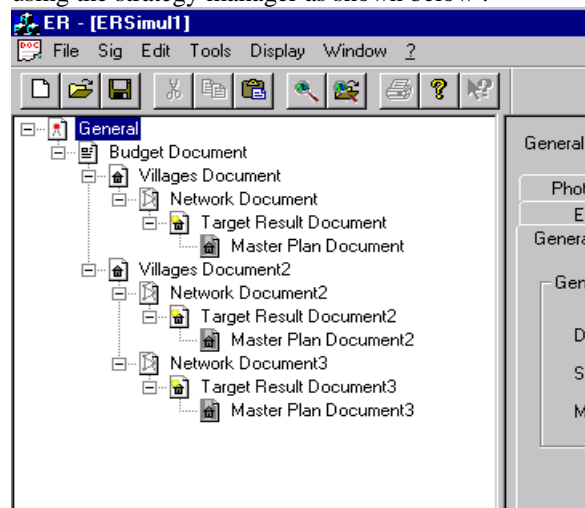 using the strategy manager as shown below .
ER - [ERSimul1]
File Sig Edit Tools Display Window ?
General
Budget Document
Villages Document
Network Document
Target Result Document
Master Plan Document
Villages Document2
Network Document2
Target Result Document2
Master Plan Document2
Network Document3
Target Result Document3
Master Plan Document3
General
Phot
E
Genera
Gen
D
S
M